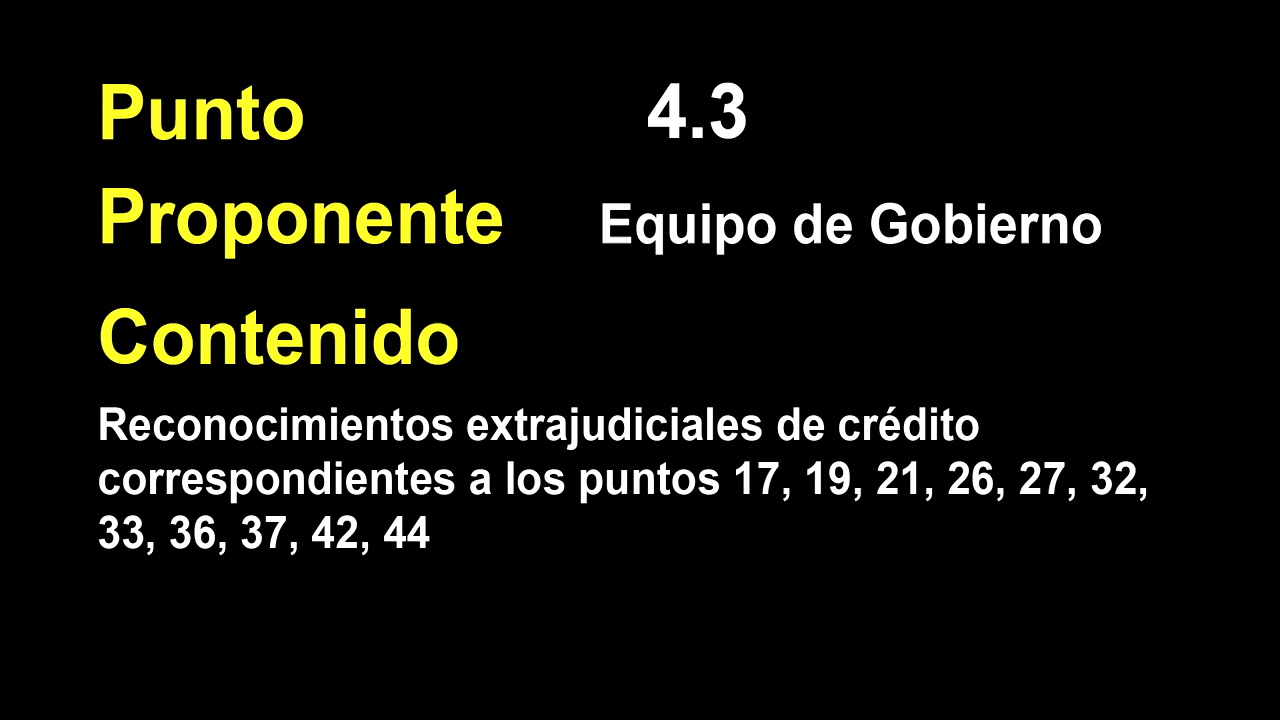 Punto 4.3
Proponente Equipo de Gobierno
Contenido
Reconocimientos extrajudiciales de crédito
correspondientes a los puntos 17, 19, 21, 26, 27, 32,
33, 36, 37, 42, 44